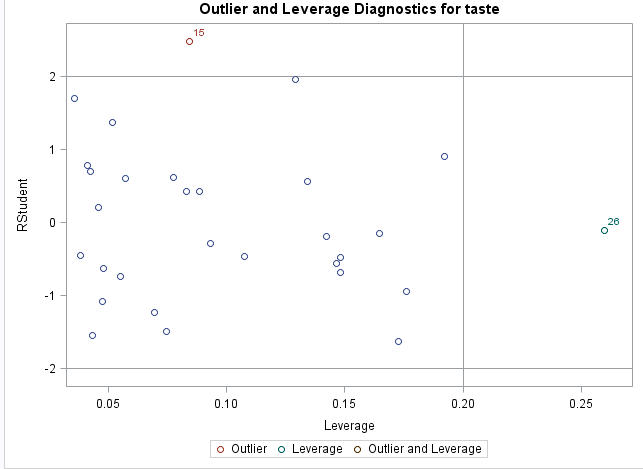 Outlier and Leverage Diagnostics for taste
15
2
1
0
-1
-2
RStudent
26
0.05 0.10 0.15 0.20 0.25
Leverage
Outlier Leverage Outlier and Leverage